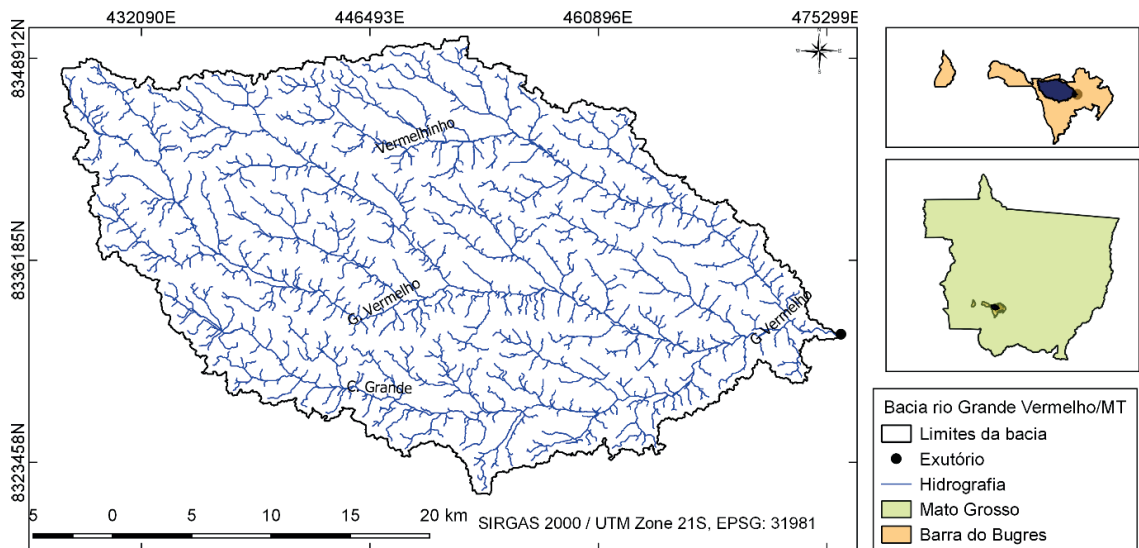 432090E 446493E 460896E 475299E
8348912N
8336185N
8323458N
N
Vermelhinho
G. Vermelho
G Vermelho
C. Grande
5 0 5 10 15 20 km
SIRGAS 2000 / UTM Zone 21S, EPSG: 31981
Bacia rio Grande Vermelho/MT
Limites da bacia
Exutório
Hidrografia
Mato Grosso
Barra do Bugres